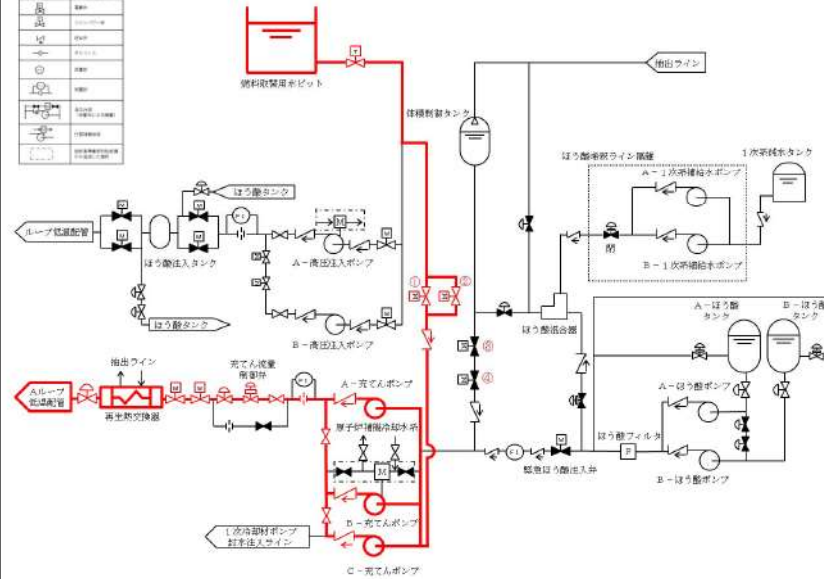 燃料取替用水ピット
抽出ライン
体積制御タンク
ほう酸希釈ライン隔離
1次系純水タンク
A-1次系補給水ポンプ
閉
B-1次系補給水ポンプ
ほう酸タンク
ループ低温配管
ほう酸注入タンク
FI
M
A-高圧注入ポンプ
B-高圧注入ポンプ
ほう酸タンク
①
②
③
④
ほう酸混合器
A-ほう酸
タンク
B-ほう酸
タンク
A-ほう酸ポンプ
ほう酸フィルタ
F
B-ほう酸ポンプ
FI
緊急ほう酸注入弁
抽出ライン
充てん流量
制御弁
FI
A-充てんポンプ
Aループ
低温配管
再生熱交換器
原子炉補機冷却水系
M
B-充てんポンプ
1次冷却材ポンプ
封水注入ライン
C-充てんポンプ